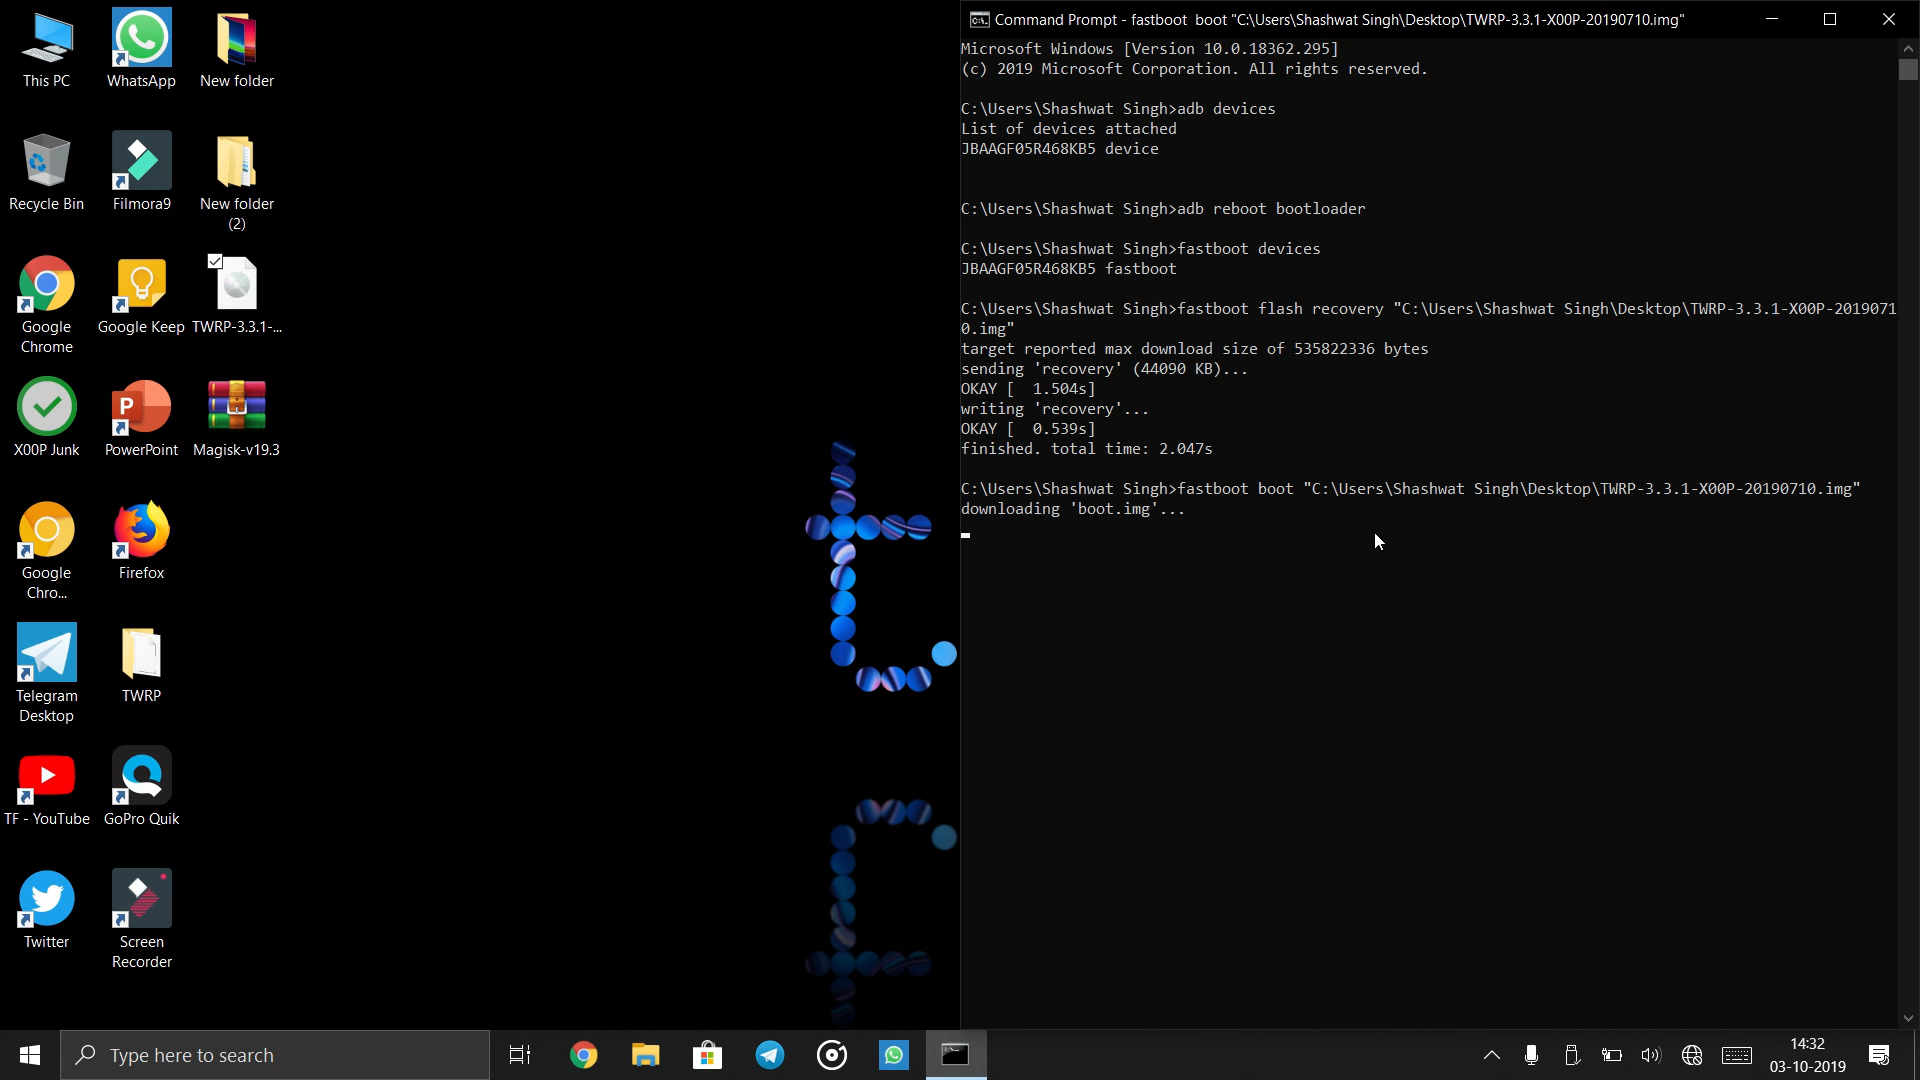 This PC
WhatsApp
New folder
Recycle Bin
Filmora9
New folder
(2)
Google
Chrome
Google Keep
TWRP-3.3.1-...
X00P Junk
PowerPoint
Magisk-v19.3
Google
Chro...
Firefox
Telegram
Desktop
TWRP
TF - YouTube
GoPro Quik
Twitter
Screen
Recorder
Command Prompt - fastboot  boot "C:\Users\Shashwat Singh\Desktop\TWRP-3.3.1-X00P-20190710.img"
Microsoft Windows [Version 10.0.18362.295]
(c) 2019 Microsoft Corporation. All rights reserved.
C:\Users\Shashwat Singh>adb devices
List of devices attached
JBAAGF05R468KB5 device
C:\Users\Shashwat Singh>adb reboot bootloader
C:\Users\Shashwat Singh>fastboot devices
JBAAGF05R468KB5 fastboot
C:\Users\Shashwat Singh>fastboot flash recovery "C:\Users\Shashwat Singh\Desktop\TWRP-3.3.1-X00P-2019071
0.img"
target reported max download size of 535822336 bytes
sending 'recovery' (44090 KB)...
OKAY [  1.504s]
writing 'recovery'...
OKAY [  0.539s]
finished. total time: 2.047s
C:\Users\Shashwat Singh>fastboot boot "C:\Users\Shashwat Singh\Desktop\TWRP-3.3.1-X00P-20190710.img"
downloading 'boot.img'...
Type here to search
14:32
03-10-2019